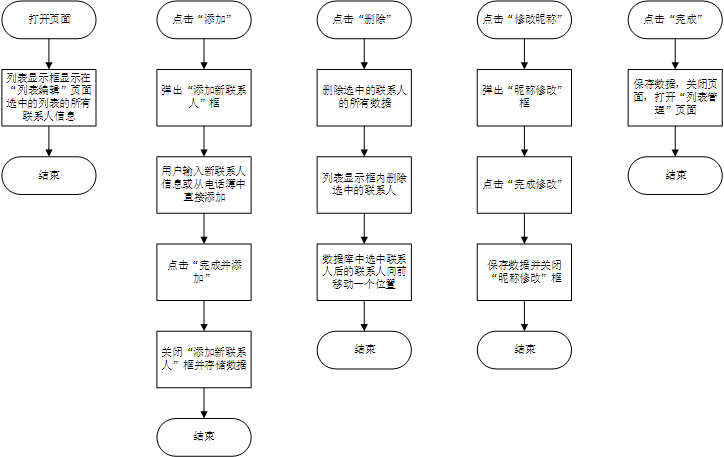 打开页面
列表显示框显示在
“列表编辑”页面
选中的列表的所有
联系人信息
结束
点击“添加”
弹出“添加新联系
人”框
用户输入新联系人
信息或从电话簿中
直接添加
点击“完成并添
加”
关闭“添加新联系
人”框并存储数据
结束
点击“删除”
删除选中的联系人
的所有数据
列表显示框内删除
选中的联系人
数据库中选中联系
人后的联系人向前
移动一个位置
结束
点击“修改昵称”
弹出“昵称修改”
框
点击“完成修改”
保存数据并关闭
“昵称修改”框
结束
点击“完成”
保存数据，关闭页
面，打开“列表管
理”页面
结束